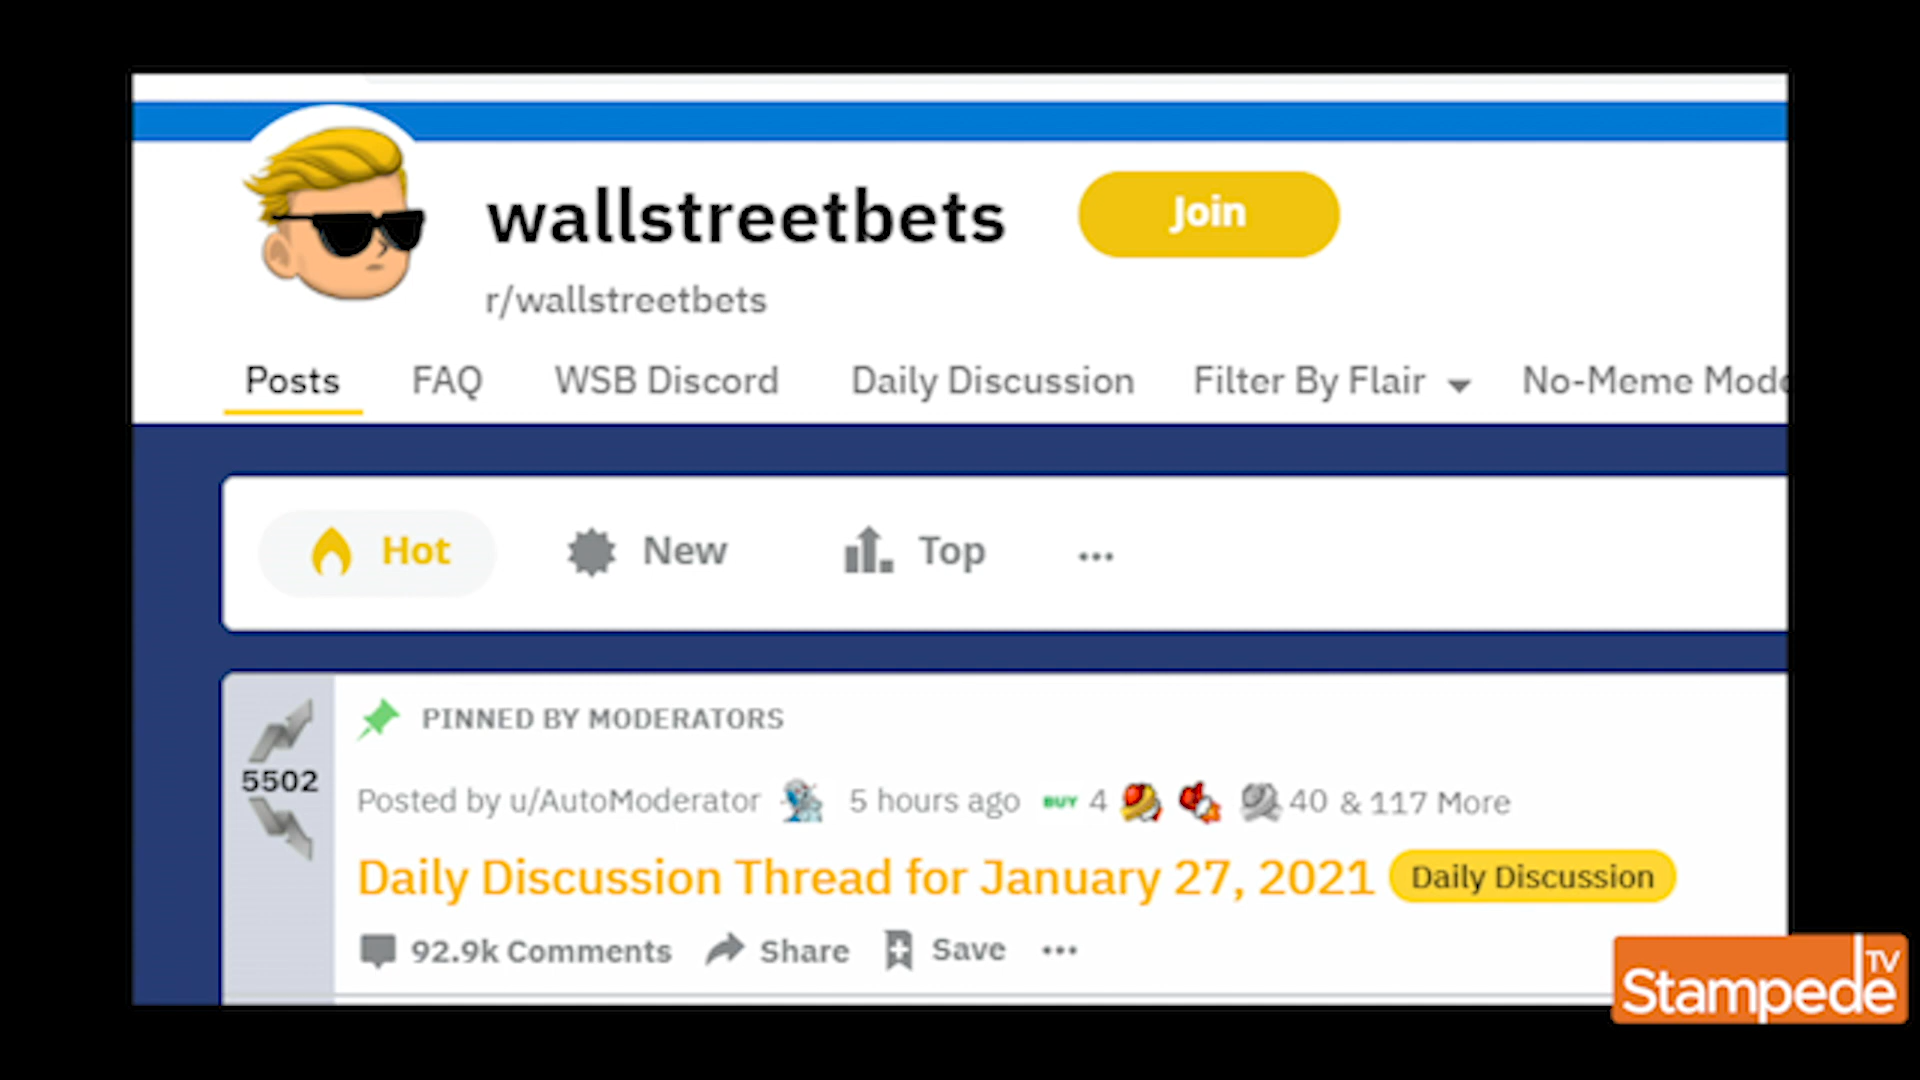 wallstreetbets Join
r/wallstreetbets
Posts FAQ WSB Discord Daily Discussion Filter By Flair No-Meme Mode
Hot New Top ...
PINNED BY MODERATORS
5502
Posted by u/AutoModerator 5 hours ago BUY 4 40 & 117 More
Daily Discussion Thread for January 27, 2021 Daily Discussion
92.9k Comments Share Save ...
Stampede TV